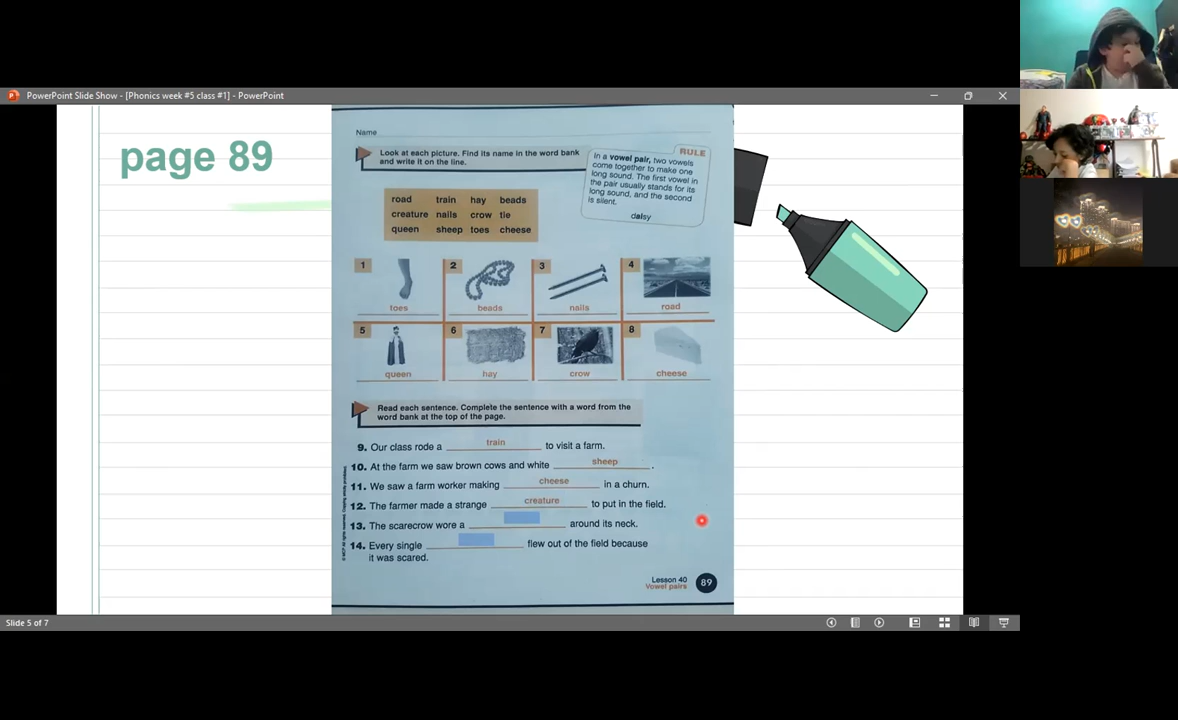 PowerPoint Slide Show - [Phonics week #5 class #1] - PowerPoint
page 89
Name
Look at each picture. Find its name in the word bank
and write it on the line.
RULE
In a vowel pair, two vowels
come together to make one
long sound. The first vowel in
the pair usually stands for its
long sound, and the second
is silent.
daisy
road train hay beads
creature nails crow tie
queen sheep toes cheese
1 2 3 4
toes beads nails road
5 6 7 8
queen hay crow cheese
Read each sentence. Complete the sentence with a word from the
word bank at the top of the page.
9. Our class rode a train to visit a farm.
10. At the farm we saw brown cows and white sheep.
11. We saw a farm worker making cheese in a churn.
12. The farmer made a strange creature to put in the field.
13. The scarecrow wore a around its neck.
14. Every single flew out of the field because
it was scared.
Lesson 40
Vowel pairs
89
Slide 5 of 7